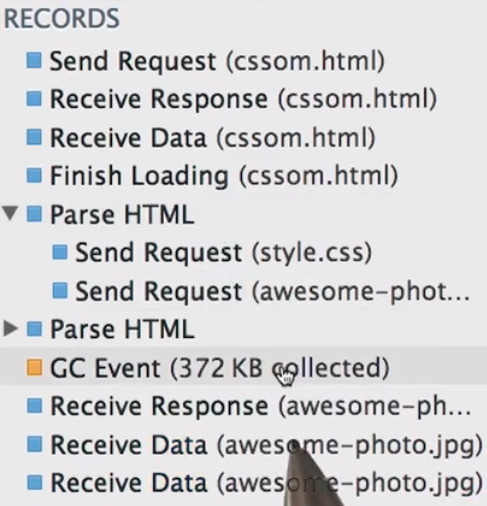 RECORDS
Send Request (cssom.html)
Receive Response (cssom.html)
Receive Data (cssom.html)
Finish Loading (cssom.html)
Parse HTML
Send Request (style.css)
Send Request (awesome-phot...
Parse HTML
GC Event (372 KB collected)
Receive Response (awesome-ph...
Receive Data (awesome-photo.jpg)
Receive Data (awesome-photo.jpg)